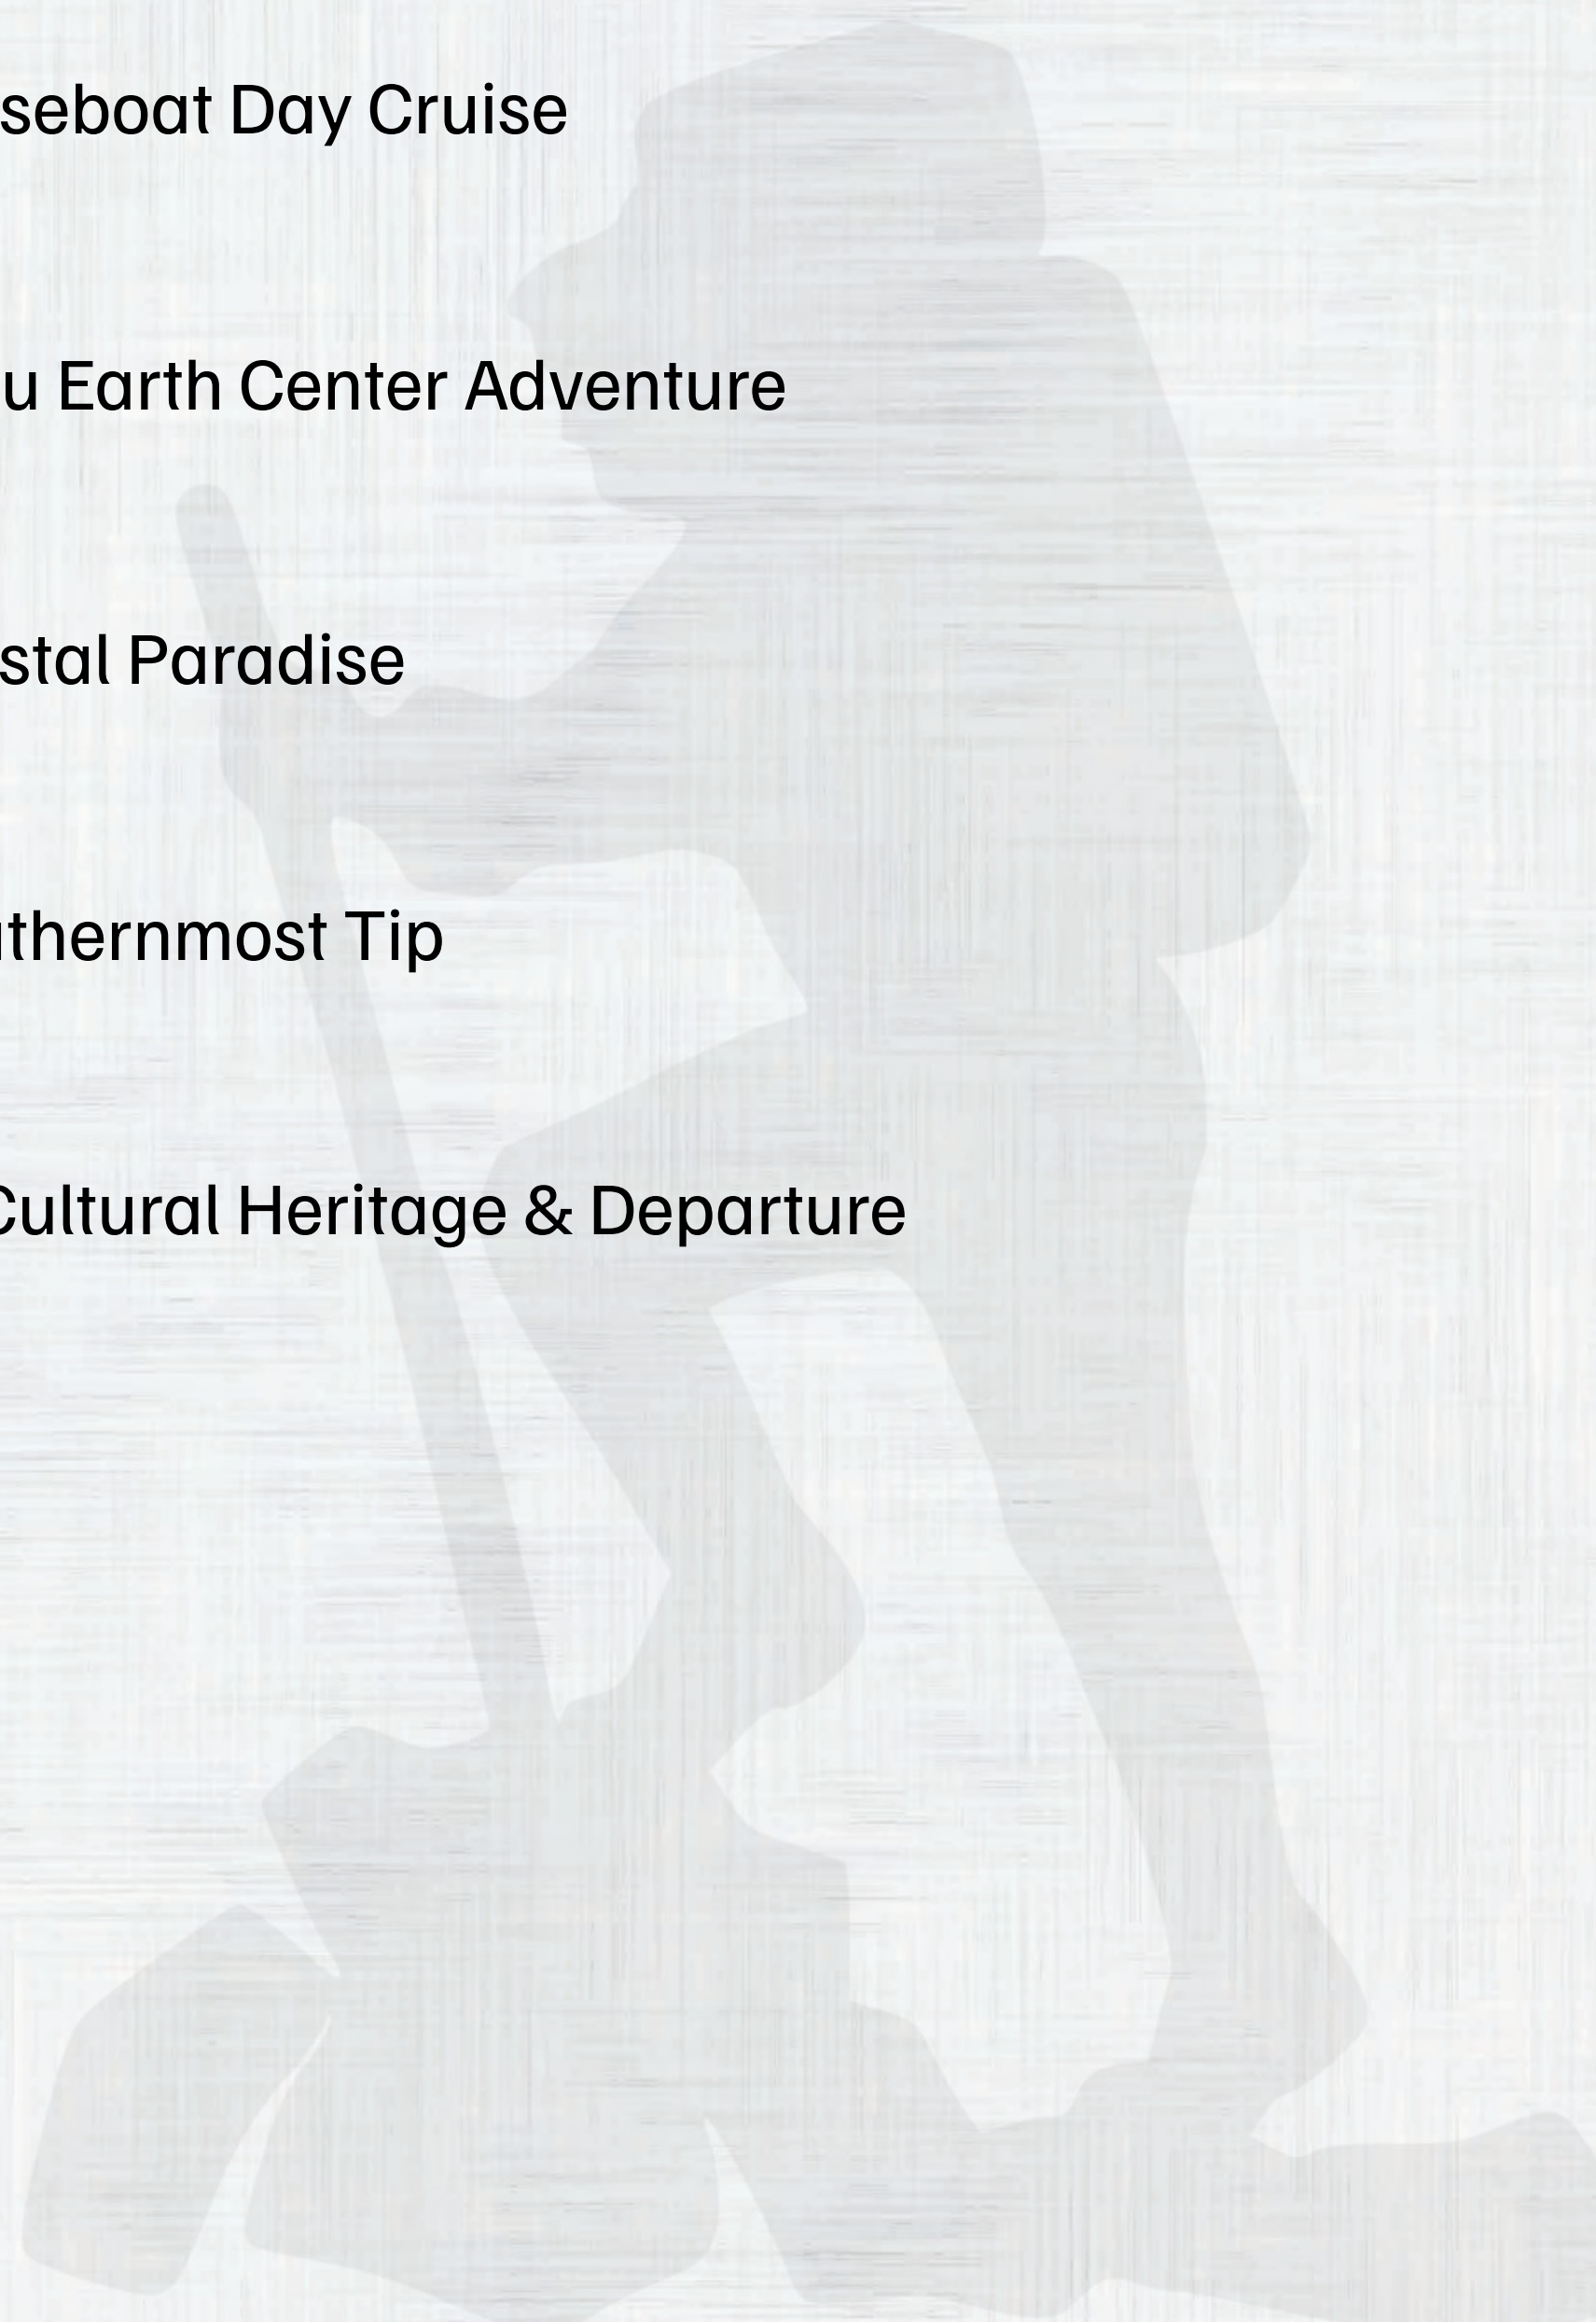 seboat Day Cruise
u Earth Center Adventure
stal Paradise
thernmost Tip
Cultural Heritage & Departure